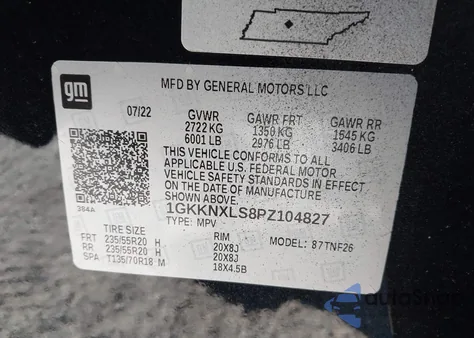 gm
MFD BY GENERAL MOTORS LLC
07/22
GVWR GAWR FRT GAWR RR
2722 KG 1350 KG 1545 KG
6001 LB 2976 LB 3406 LB
THIS VEHICLE CONFORMS TO ALL
APPLICABLE U.S. FEDERAL MOTOR
VEHICLE SAFETY STANDARDS IN EFFECT
ON THE DATE OF MANUFACTURE
SHOWN ABOVE.
384A
1GKKNXLS8PZ104827
TYPE: MPV
TIRE SIZE RIM MODEL: 87TNF26
FRT 235/55R20 H 20X8J
RR 235/55R20 H 20X8J
SPA T135/70R18 M 18X4.5B